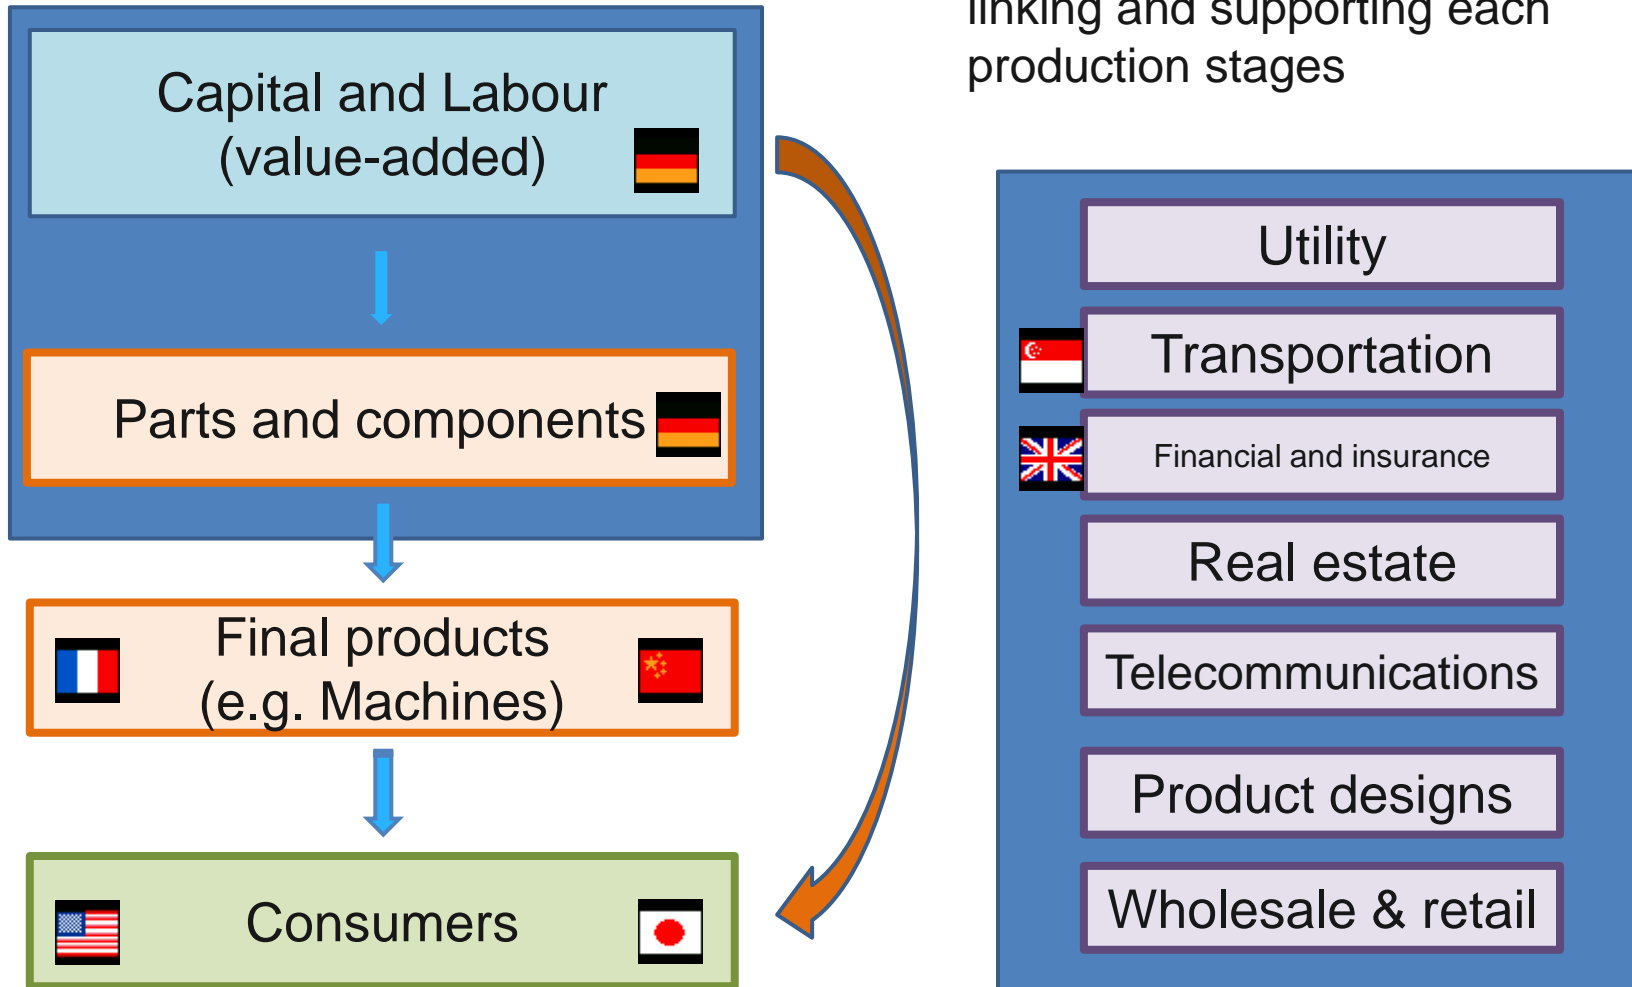 linking and supporting each
production stages
Capital and Labour
(value-added)
Parts and components
Final products
(e.g. Machines)
Consumers
Utility
Transportation
Financial and insurance
Real estate
Telecommunications
Product designs
Wholesale & retail